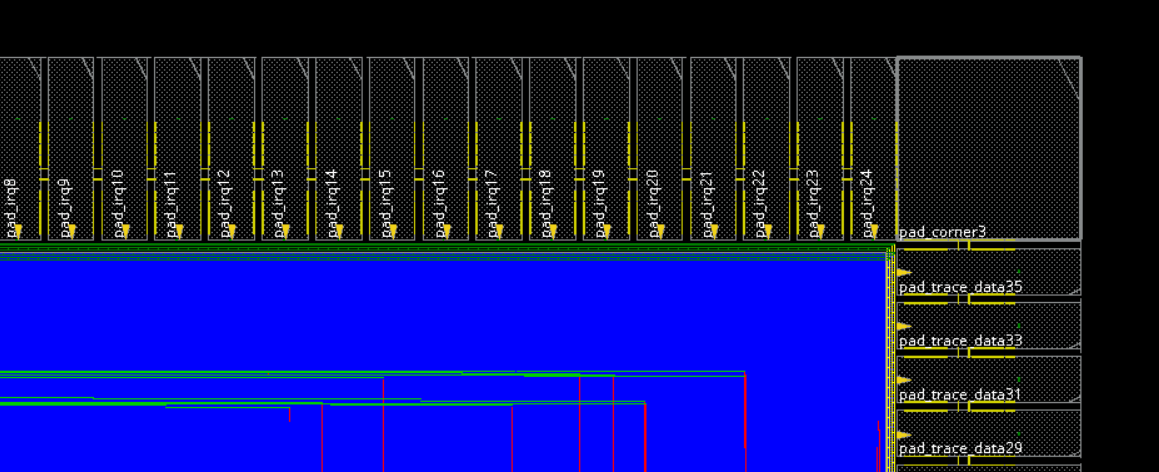 pad_irq8
pad_irq9
pad_irq10
pad_irq11
pad_irq12
pad_irq13
pad_irq14
pad_irq15
pad_irq16
pad_irq17
pad_irq18
pad_irq19
pad_irq20
pad_irq21
pad_irq22
pad_irq23
pad_irq24
pad_corner3
pad_trace_data35
pad_trace_data33
pad_trace_data31
pad_trace_data29